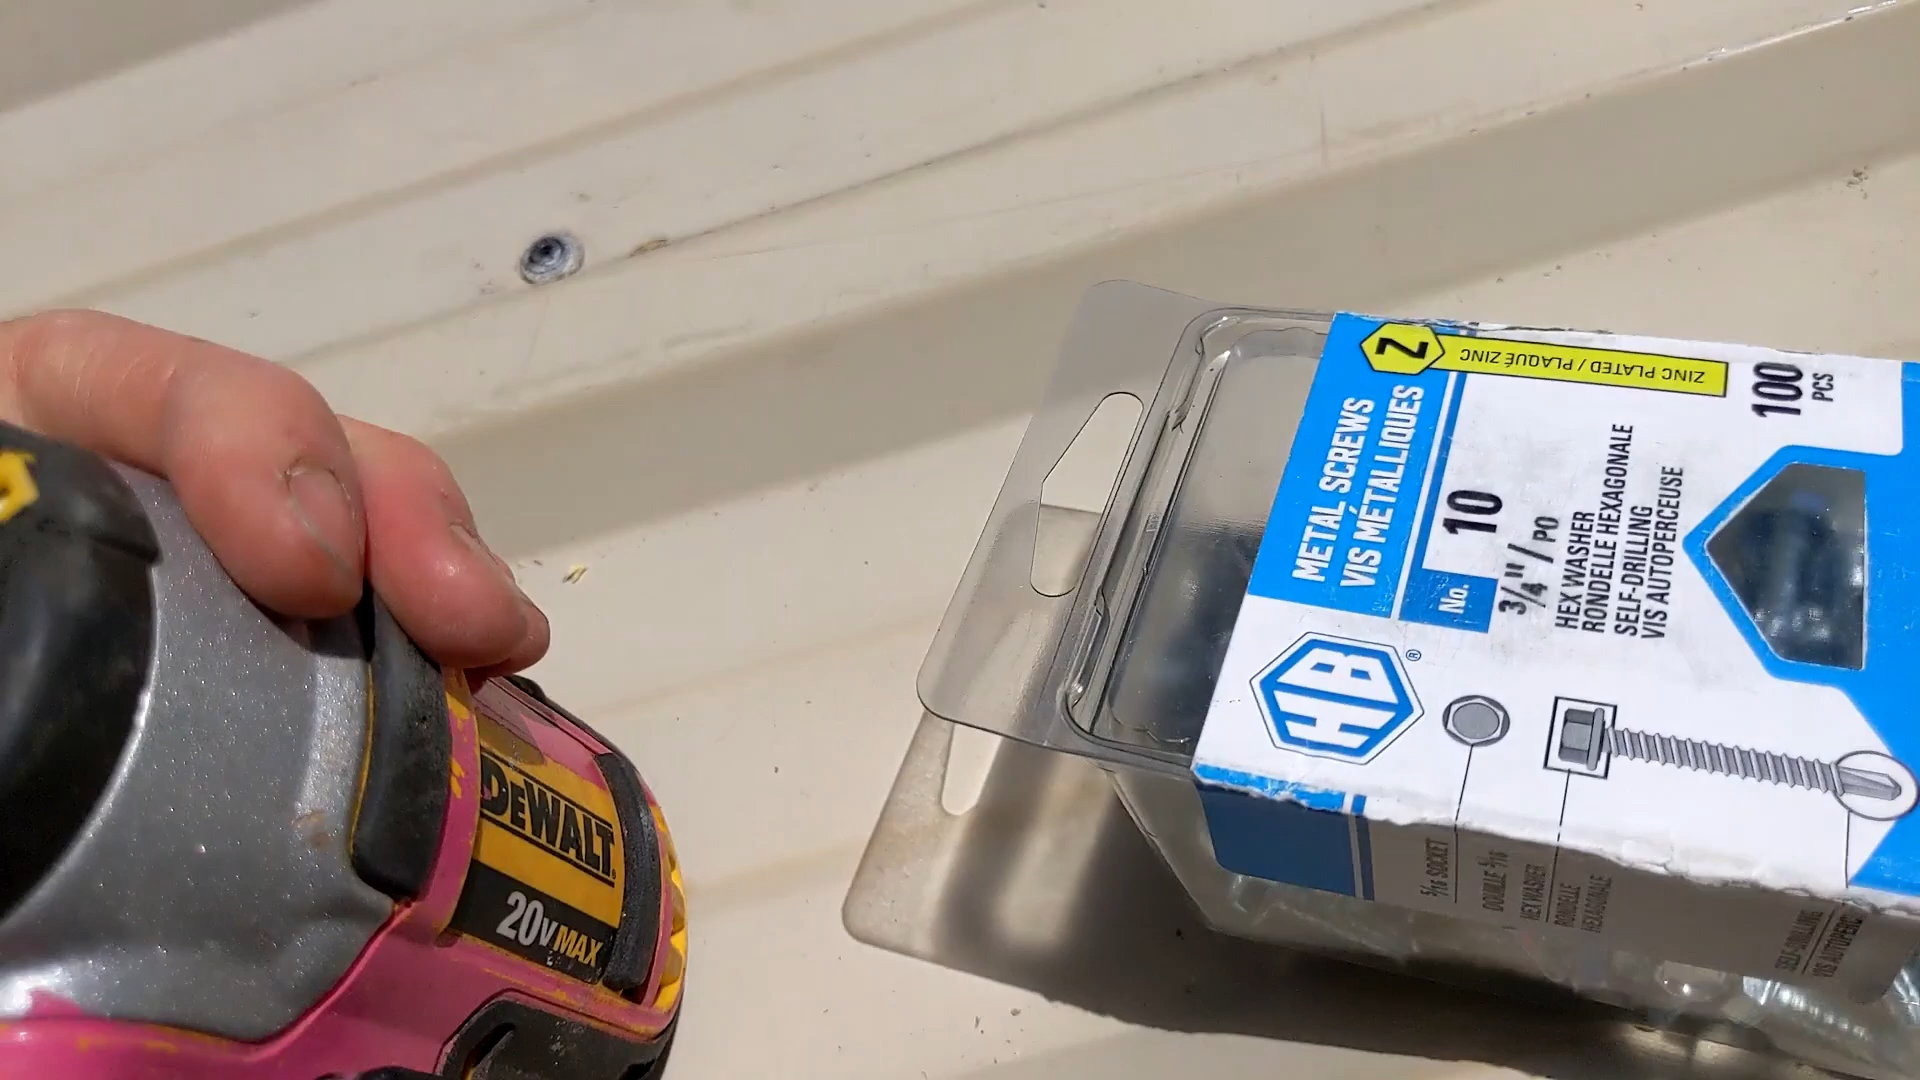 DEWALT
20V MAX
METAL SCREWS
VIS MÉTALLIQUES
Z
ZINC PLATED / PLAQUÉ ZINC
No. 10
3/4" / PO
HEX WASHER
RONDELLE HEXAGONALE
SELF-DRILLING
VIS AUTOPERCEUSE
100
PCS
HB®
5/16 SOCKET
DOUILLE 5/16
HEX WASHER
RONDELLE
HEXAGONALE
SELF-DRILLING
VIS AUTOPERC